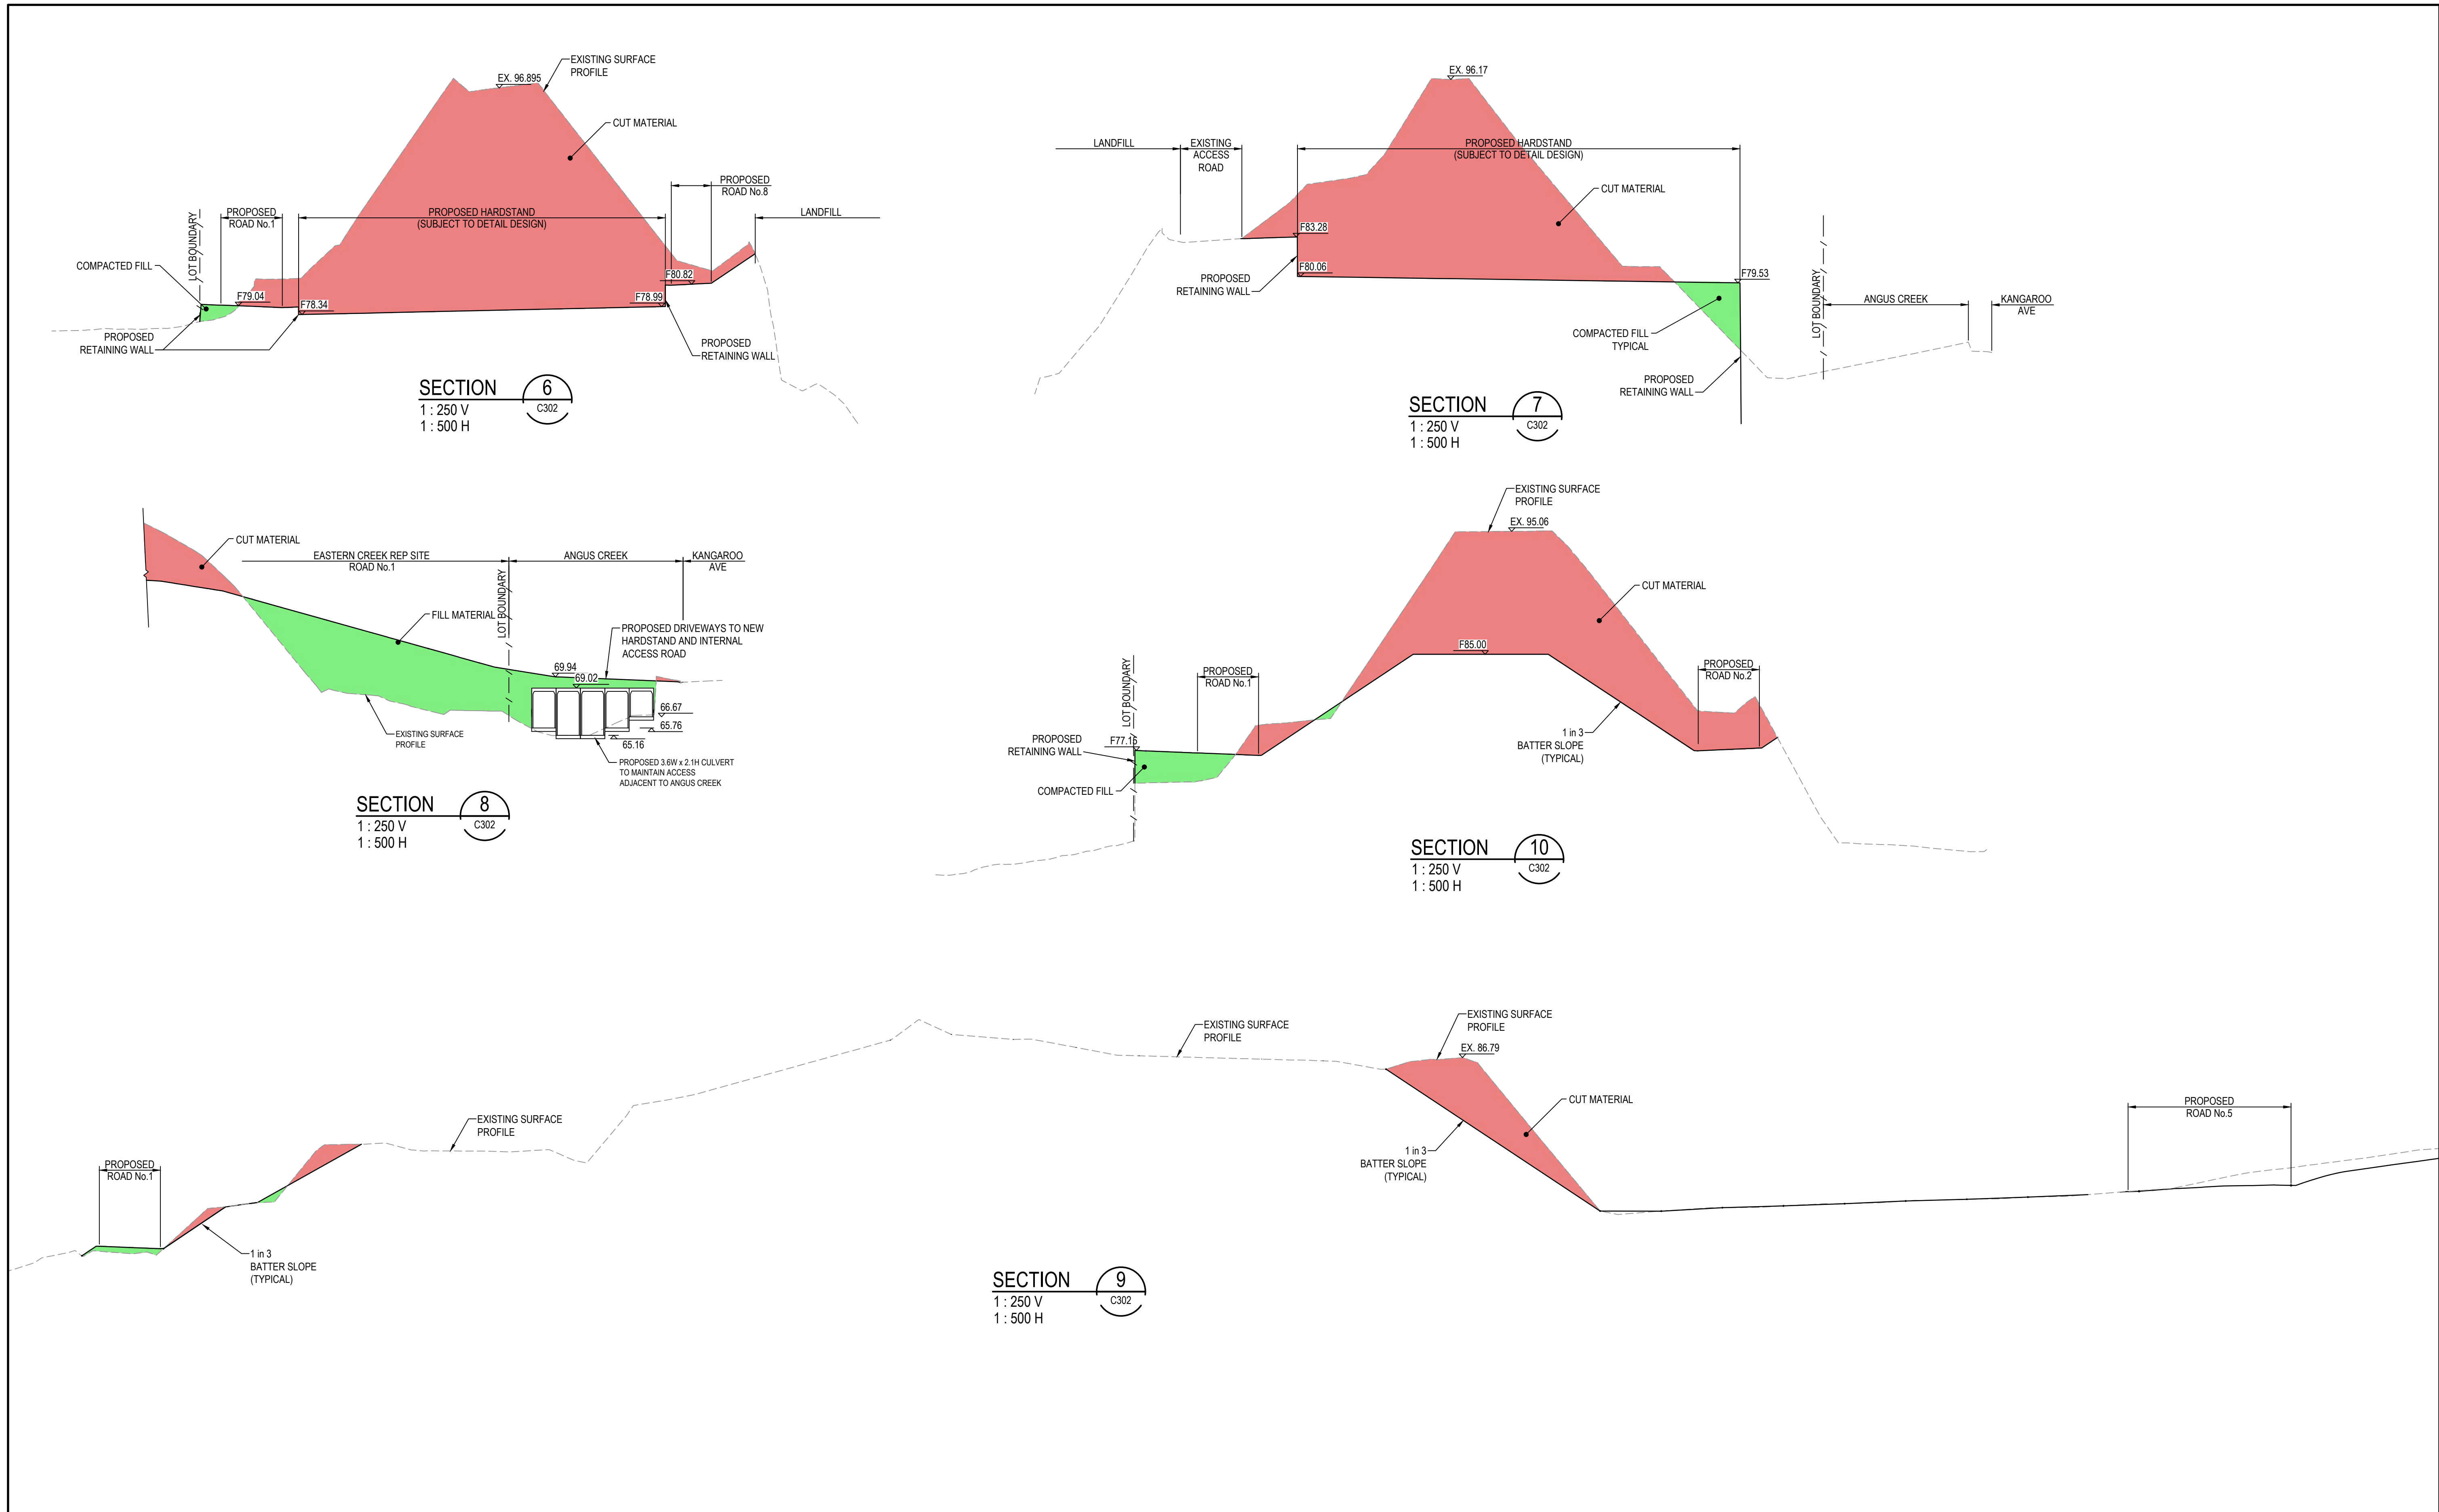 EXISTING SURFACE
PROFILE
EX. 96.895
CUT MATERIAL
PROPOSED
ROAD No.8
LANDFILL
LOT BOUNDARY
PROPOSED
ROAD No.1
PROPOSED HARDSTAND
(SUBJECT TO DETAIL DESIGN)
COMPACTED FILL
F79.04
F78.34
F80.82
F78.99
PROPOSED
RETAINING WALL
PROPOSED
RETAINING WALL
SECTION
6
C302
1 : 250 V
1 : 500 H
EX. 96.17
LANDFILL
EXISTING
ACCESS
ROAD
PROPOSED HARDSTAND
(SUBJECT TO DETAIL DESIGN)
CUT MATERIAL
F83.28
F80.06
F79.53
PROPOSED
RETAINING WALL
LOT BOUNDARY
ANGUS CREEK
KANGAROO
AVE
COMPACTED FILL
TYPICAL
PROPOSED
RETAINING WALL
SECTION
7
C302
1 : 250 V
1 : 500 H
CUT MATERIAL
EASTERN CREEK REP SITE
ROAD No.1
ANGUS CREEK
KANGAROO
AVE
LOT BOUNDARY
FILL MATERIAL
PROPOSED DRIVEWAYS TO NEW
HARDSTAND AND INTERNAL
ACCESS ROAD
69.94
69.02
66.67
65.76
65.16
EXISTING SURFACE
PROFILE
PROPOSED 3.6W x 2.1H CULVERT
TO MAINTAIN ACCESS
ADJACENT TO ANGUS CREEK
SECTION
8
C302
1 : 250 V
1 : 500 H
EXISTING SURFACE
PROFILE
EX. 95.06
CUT MATERIAL
F85.00
LOT BOUNDARY
PROPOSED
ROAD No.1
PROPOSED
ROAD No.2
PROPOSED
RETAINING WALL
F77.16
1 in 3
BATTER SLOPE
(TYPICAL)
COMPACTED FILL
SECTION
10
C302
1 : 250 V
1 : 500 H
EXISTING SURFACE
PROFILE
EXISTING SURFACE
PROFILE
EX. 86.79
CUT MATERIAL
EXISTING SURFACE
PROFILE
PROPOSED
ROAD No.5
PROPOSED
ROAD No.1
1 in 3
BATTER SLOPE
(TYPICAL)
1 in 3
BATTER SLOPE
(TYPICAL)
SECTION
9
C302
1 : 250 V
1 : 500 H